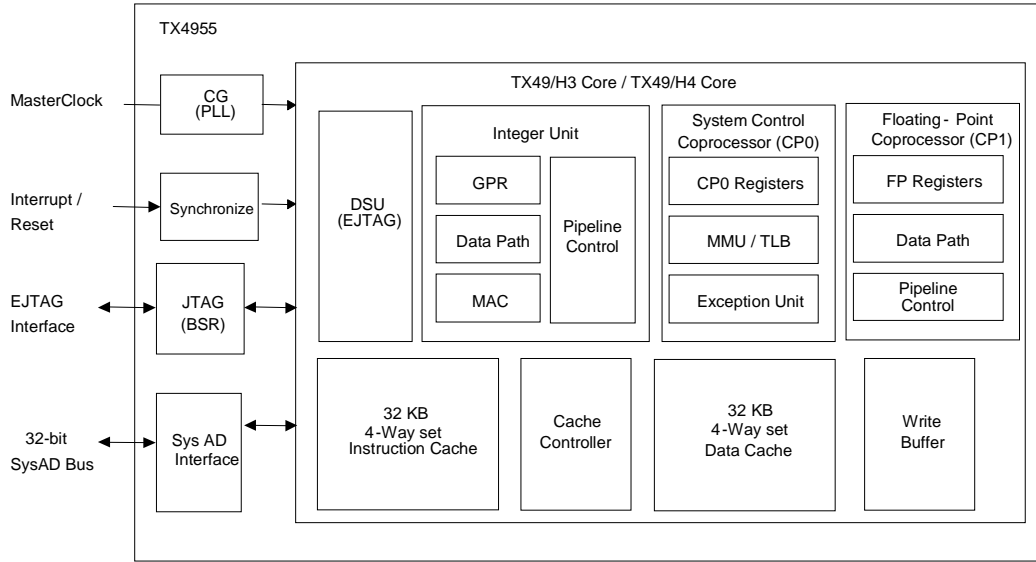 TX4955
TX49/H3 Core / TX49/H4 Core
MasterClock
CG
(PLL)
Interrupt /
Reset
Synchronize
EJTAG
Interface
JTAG
(BSR)
32-bit
SysAD Bus
Sys AD
Interface
DSU
(EJTAG)
Integer Unit
GPR
Data Path
MAC
Pipeline
Control
System Control
Coprocessor (CP0)
CP0 Registers
MMU / TLB
Exception Unit
Floating- Point
Coprocessor (CP1)
FP Registers
Data Path
Pipeline
Control
32 KB
4-Way set
Instruction Cache
Cache
Controller
32 KB
4-Way set
Data Cache
Write
Buffer